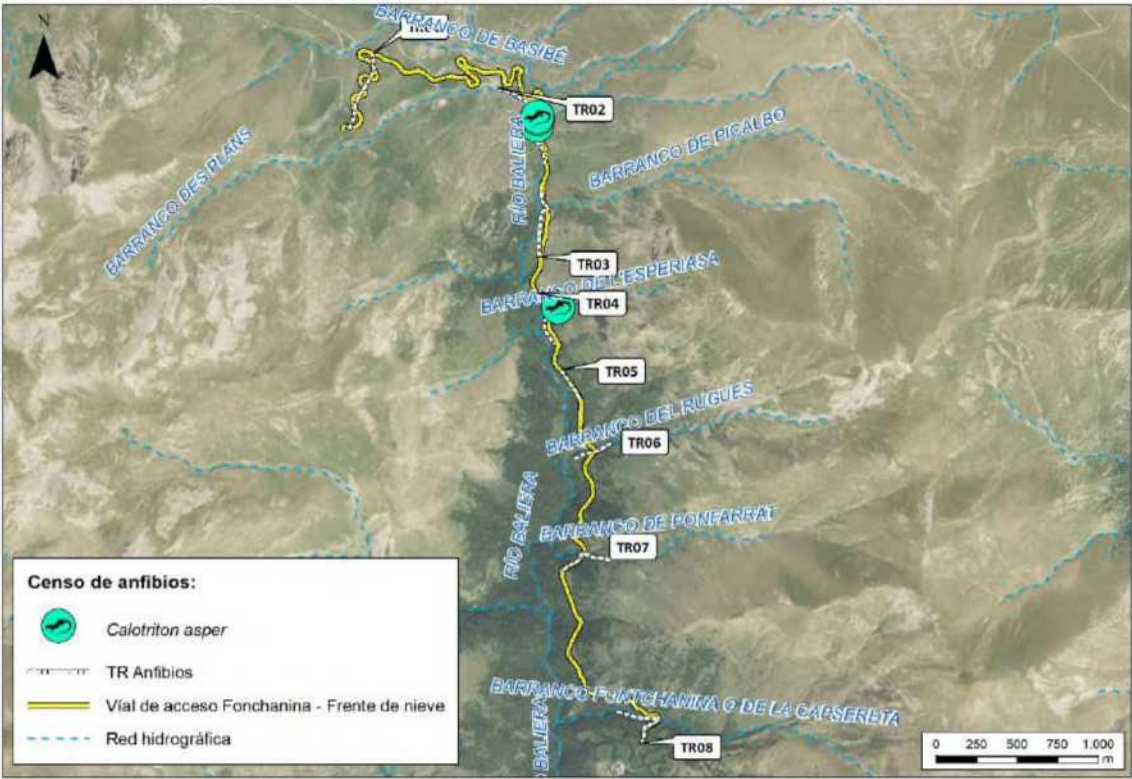 N
BARRANCO DE BASIBÉ
TR02
BARRANCO DE PICALBO
RÍO BALIERA
BARRANCO DES PLANS
TR03
BARRANCO DE L'ESPERIASA
TR04
TR05
BARRANCO DEL RUGUES
TR06
RÍO BALIERA
BARRANCO DE PONFARRAT
TR07
BARRANCO FONTCHANINA O DE LA CAPSERETA
BALIERA
TR08
Censo de anfibios:
Calotriton asper
TR Anfibios
Víal de acceso Fonchanina - Frente de nieve
Red hidrográfica
0 250 500 750 1.000
m